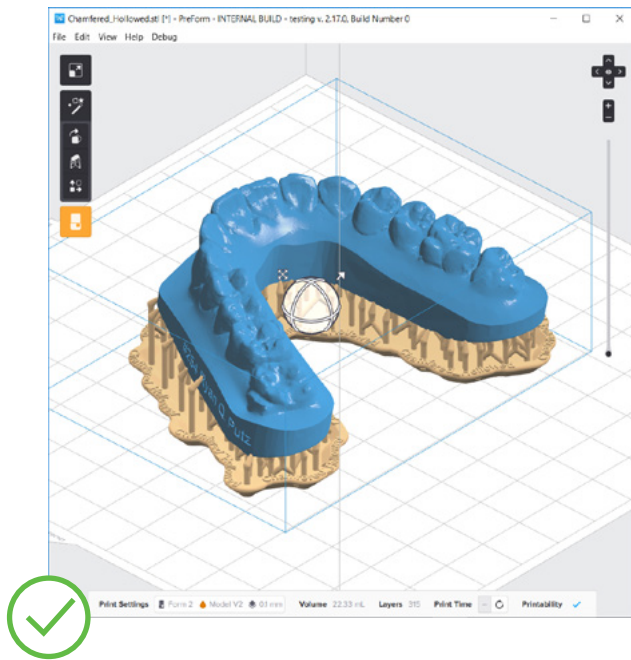 Chamfered_Hollowed.stl [*] - PreForm - INTERNAL BUILD - testing v. 2.17.0, Build Number 0
File Edit View Help Debug
Print Settings Form 2 Model V2 0.1 mm Volume 22.33 mL Layers 315 Print Time - Printability